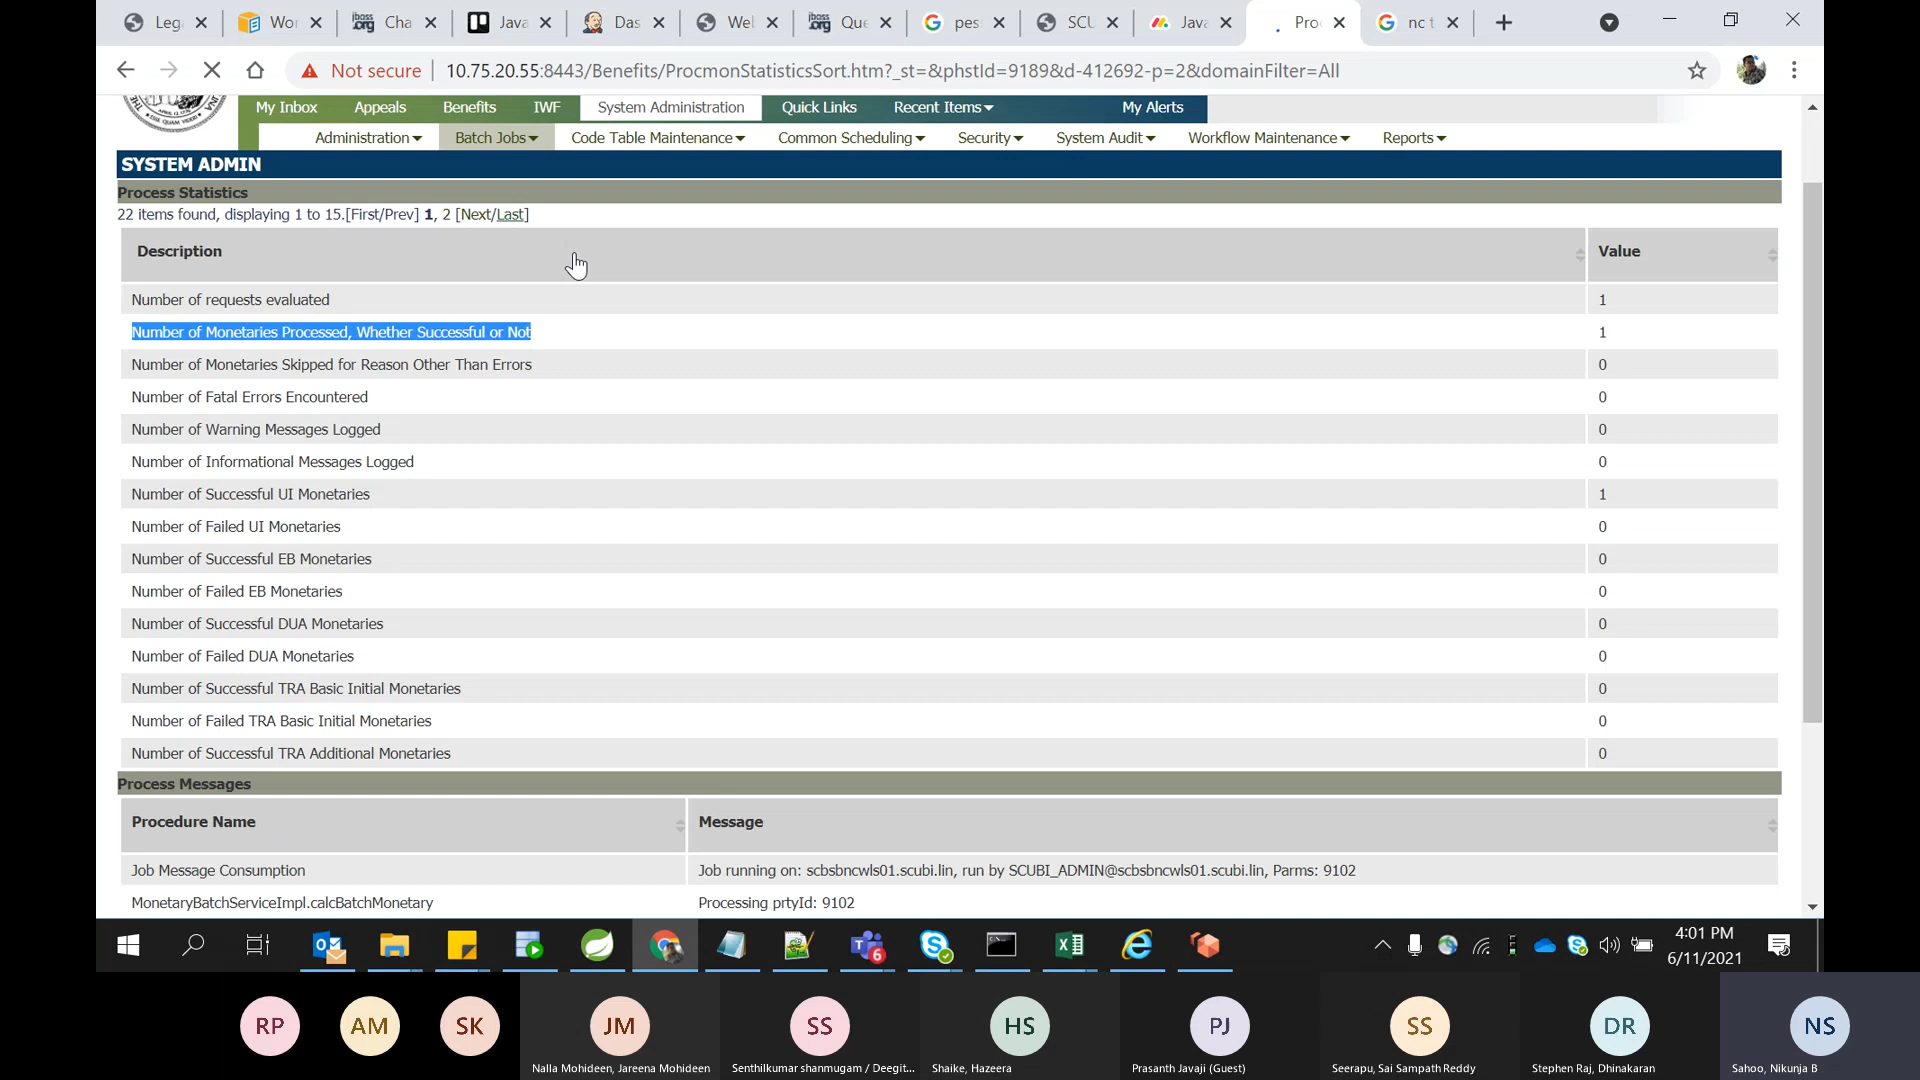 Leg
Wor
Cha
Java
Das
Wel
Que
pes
SCU
Java
Pro
nc t
Not secure
10.75.20.55:8443/Benefits/ProcmonStatisticsSort.htm?_st=&phstId=9189&d-412692-p=2&domainFilter=All
My Inbox Appeals Benefits IWF System Administration Quick Links Recent Items My Alerts
Administration Batch Jobs Code Table Maintenance Common Scheduling Security System Audit Workflow Maintenance Reports
SYSTEM ADMIN
Process Statistics
22 items found, displaying 1 to 15.[First/Prev] 1, 2 [Next/Last]
Description Value
Number of requests evaluated 1
Number of Monetaries Processed, Whether Successful or Not 1
Number of Monetaries Skipped for Reason Other Than Errors 0
Number of Fatal Errors Encountered 0
Number of Warning Messages Logged 0
Number of Informational Messages Logged 0
Number of Successful UI Monetaries 1
Number of Failed UI Monetaries 0
Number of Successful EB Monetaries 0
Number of Failed EB Monetaries 0
Number of Successful DUA Monetaries 0
Number of Failed DUA Monetaries 0
Number of Successful TRA Basic Initial Monetaries 0
Number of Failed TRA Basic Initial Monetaries 0
Number of Successful TRA Additional Monetaries 0
Process Messages
Procedure Name Message
Job Message Consumption Job running on: scbsbncwls01.scubi.lin, run by SCUBI_ADMIN@scbsbncwls01.scubi.lin, Parms: 9102
MonetaryBatchServiceImpl.calcBatchMonetary Processing prtyId: 9102
4:01 PM
6/11/2021
6
RP AM SK JM SS HS PJ SS DR NS
Nalla Mohideen, Jareena Mohideen
Senthilkumar shanmugam / Deegit...
Shaike, Hazeera
Prasanth Javaji (Guest)
Seerapu, Sai Sampath Reddy
Stephen Raj, Dhinakaran
Sahoo, Nikunja B